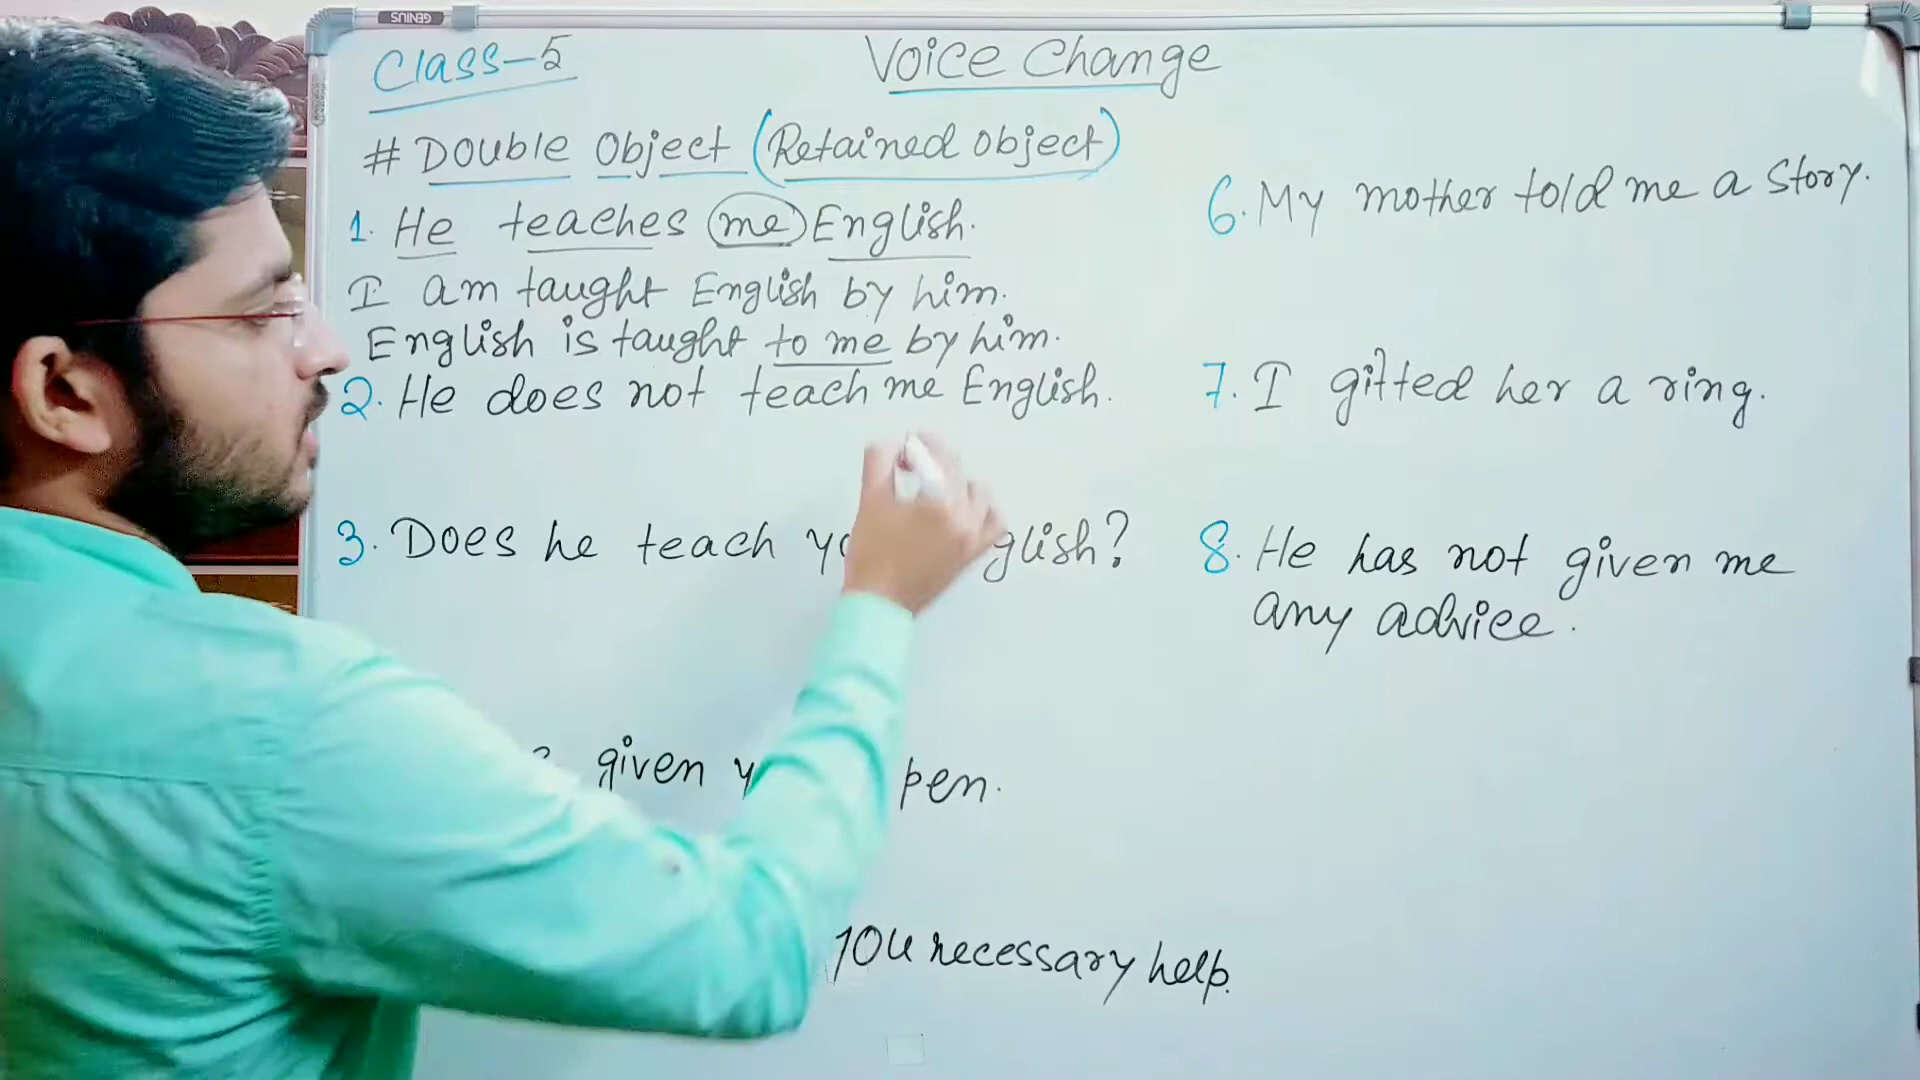 GENIUS
Class-5
Voice Change
# Double Object (Retained object)
1. He teaches me English.
I am taught English by him.
English is taught to me by him.
2. He does not teach me English.
3. Does he teach glish?
given pen.
you necessary help.
6. My mother told me a story.
7. I gifted her a ring.
8. He has not given me
any advice.